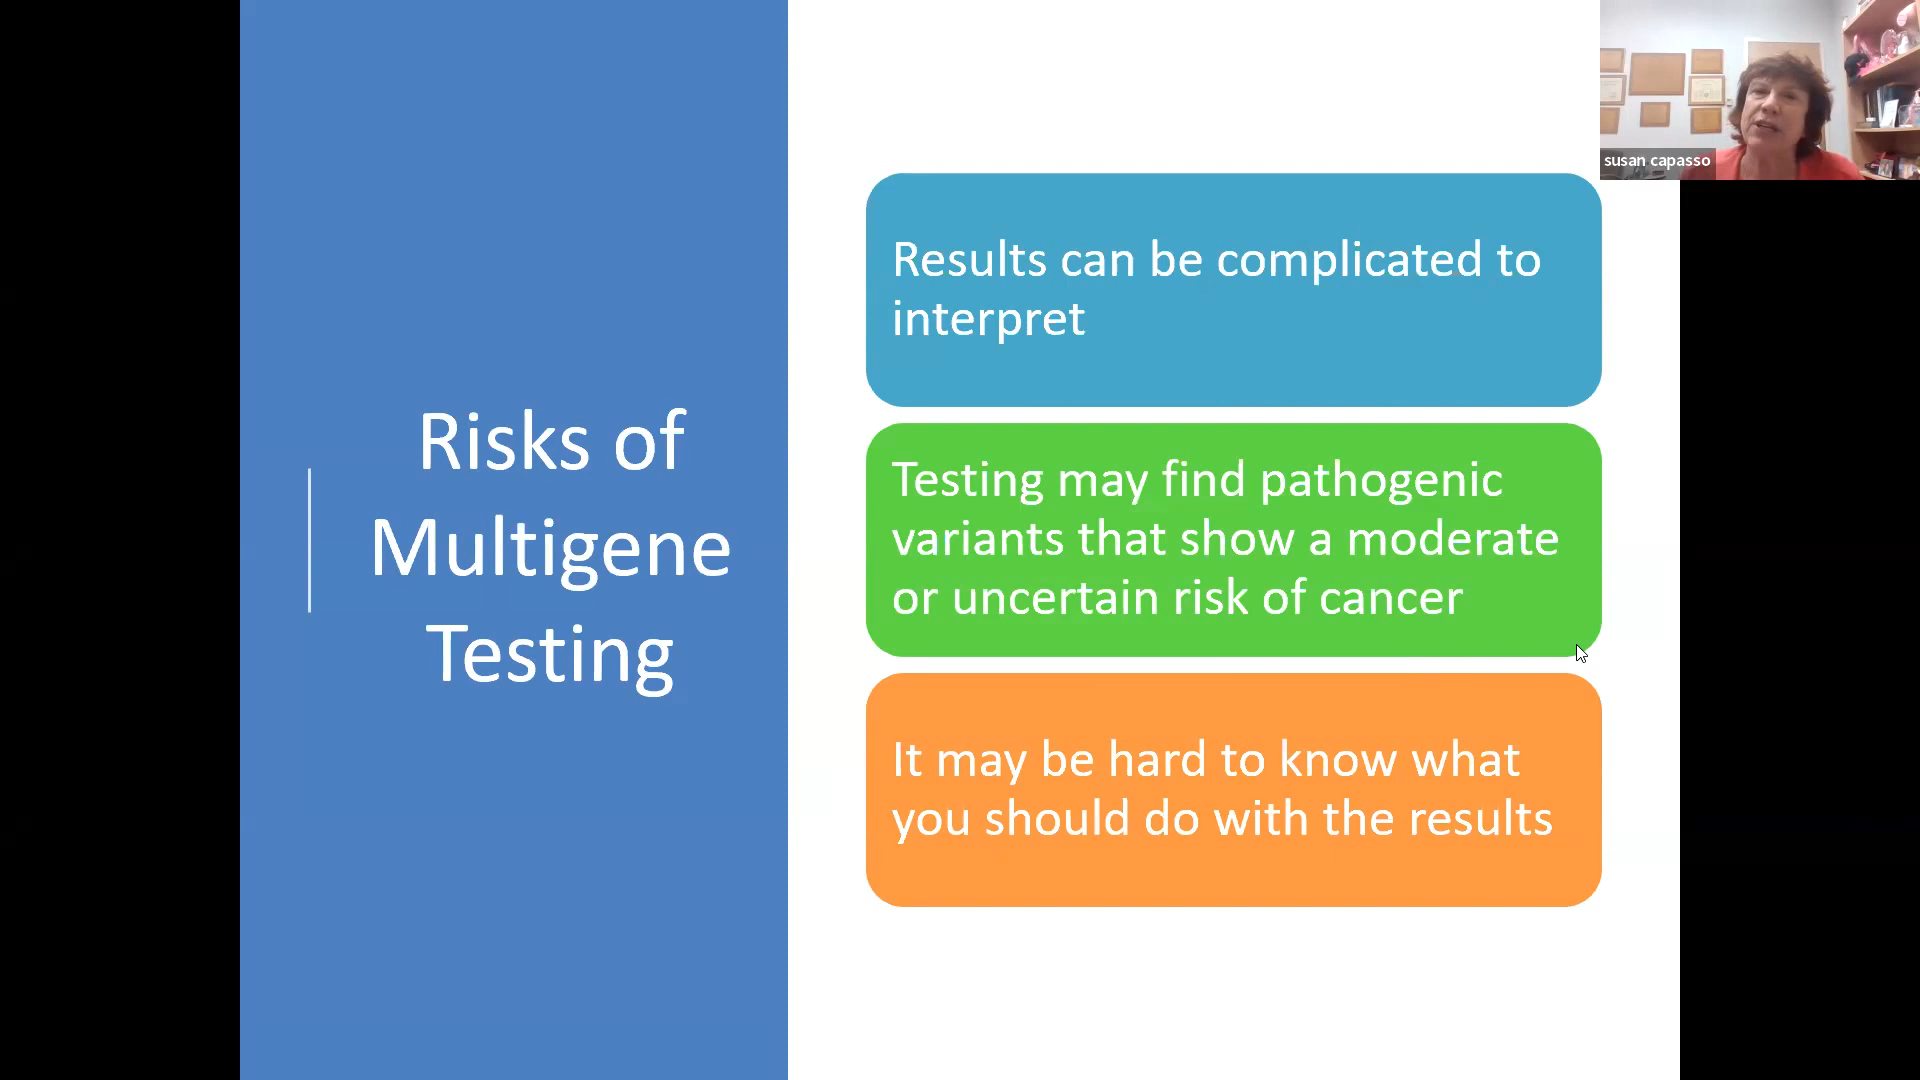 Risks of
Multigene
Testing
Results can be complicated to
interpret
Testing may find pathogenic
variants that show a moderate
or uncertain risk of cancer
It may be hard to know what
you should do with the results
susan capasso